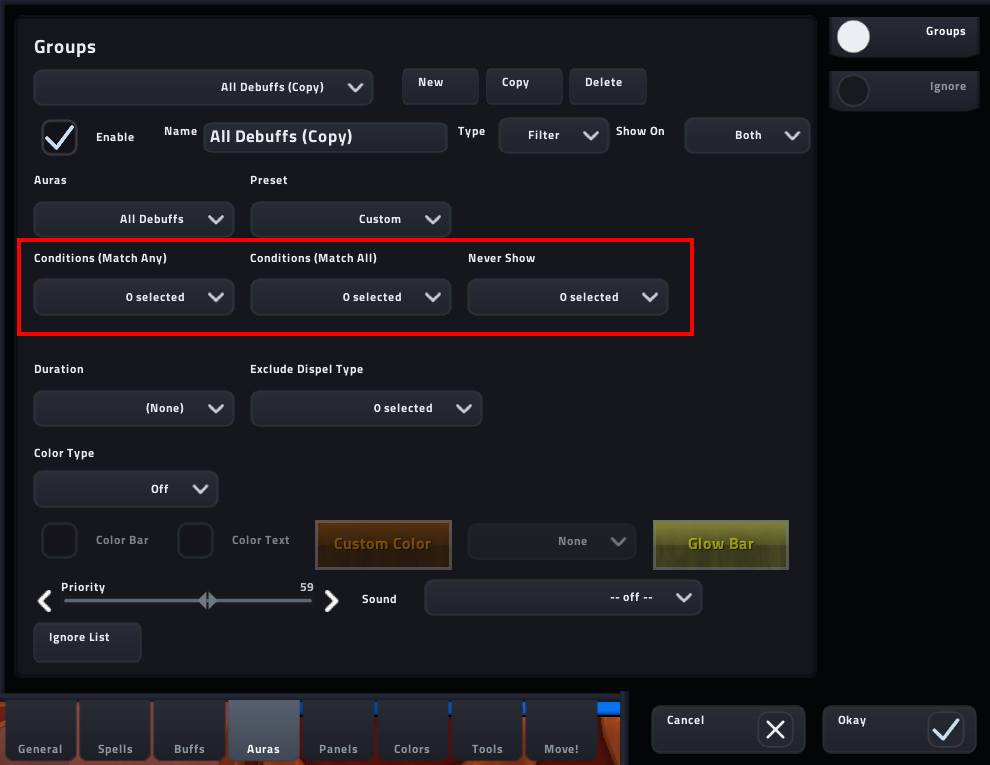 Groups
All Debuffs (Copy)
New
Copy
Delete
Groups
Ignore
Enable
Name
All Debuffs (Copy)
Type
Filter
Show On
Both
Auras
Preset
All Debuffs
Custom
Conditions (Match Any)
Conditions (Match All)
Never Show
0 selected
0 selected
0 selected
Duration
Exclude Dispel Type
(None)
0 selected
Color Type
Off
Color Bar
Color Text
Custom Color
None
Glow Bar
Priority
59
Sound
-- off --
Ignore List
General
Spells
Buffs
Auras
Panels
Colors
Tools
Move!
Cancel
Okay